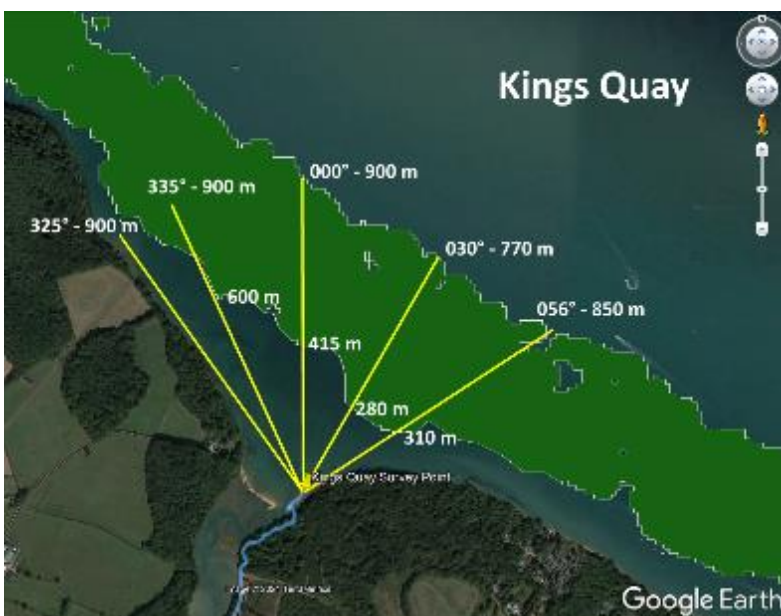 Kings Quay
000° - 900 m
335° - 900 m
325° - 900 m
030° - 770 m
056° - 850 m
600 m
415 m
280 m
310 m
Kings Quay Survey Point
Google Earth